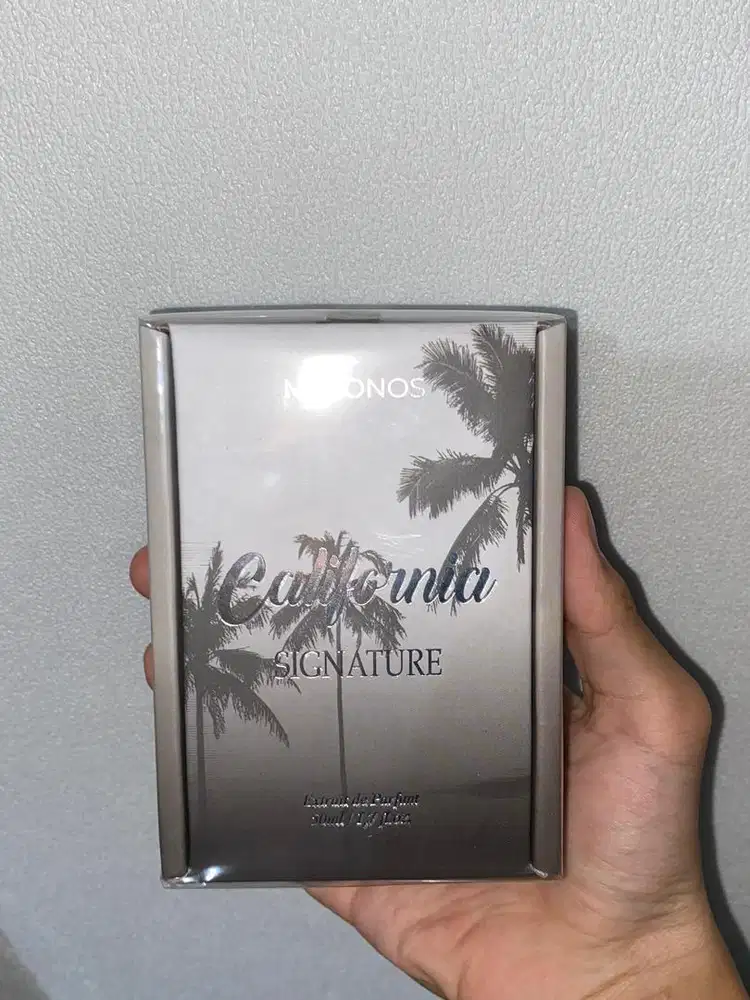 California
SIGNATURE
Extrait de Parfum
50ml / 1,7 fl.oz